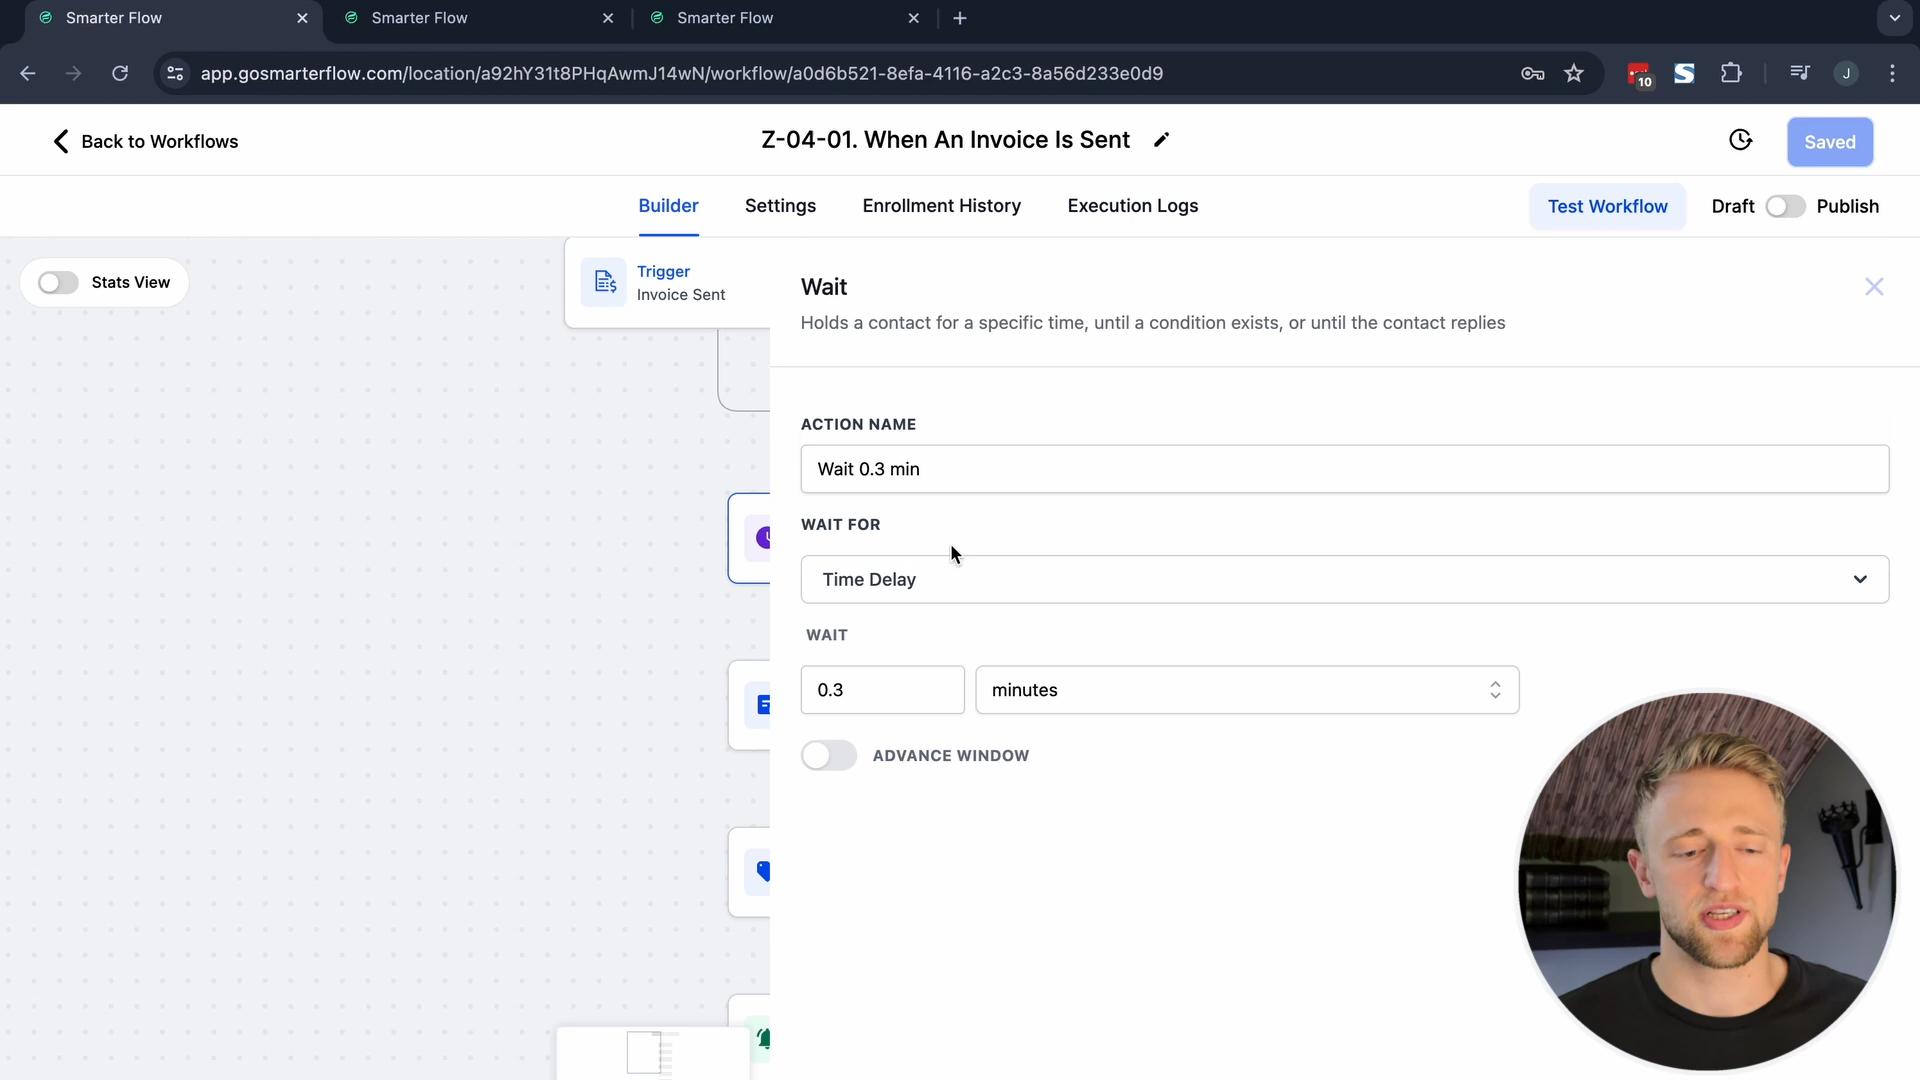 Smarter Flow
Smarter Flow
Smarter Flow
app.gosmarterflow.com/location/a92hY31t8PHqAwmJ14wN/workflow/a0d6b521-8efa-4116-a2c3-8a56d233e0d9
10
S
J
Back to Workflows
Z-04-01. When An Invoice Is Sent
Saved
Builder
Settings
Enrollment History
Execution Logs
Test Workflow
Draft
Publish
Stats View
Trigger
Invoice Sent
Wait
Holds a contact for a specific time, until a condition exists, or until the contact replies
ACTION NAME
Wait 0.3 min
WAIT FOR
Time Delay
WAIT
0.3
minutes
ADVANCE WINDOW